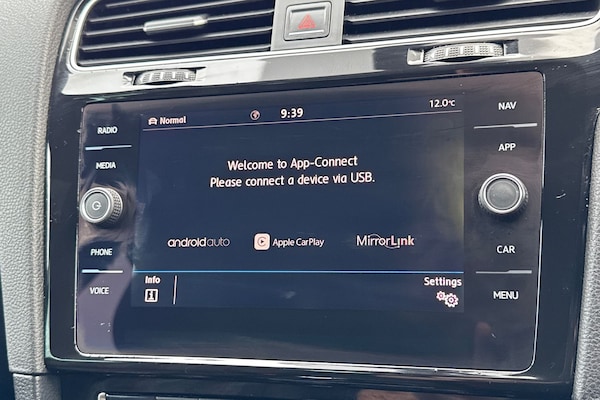 RADIO
MEDIA
PHONE
VOICE
Normal
9:39
12.0°C
Welcome to App-Connect
Please connect a device via USB.
androidauto
Apple CarPlay
MirrorLink
Info
Settings
NAV
APP
CAR
MENU